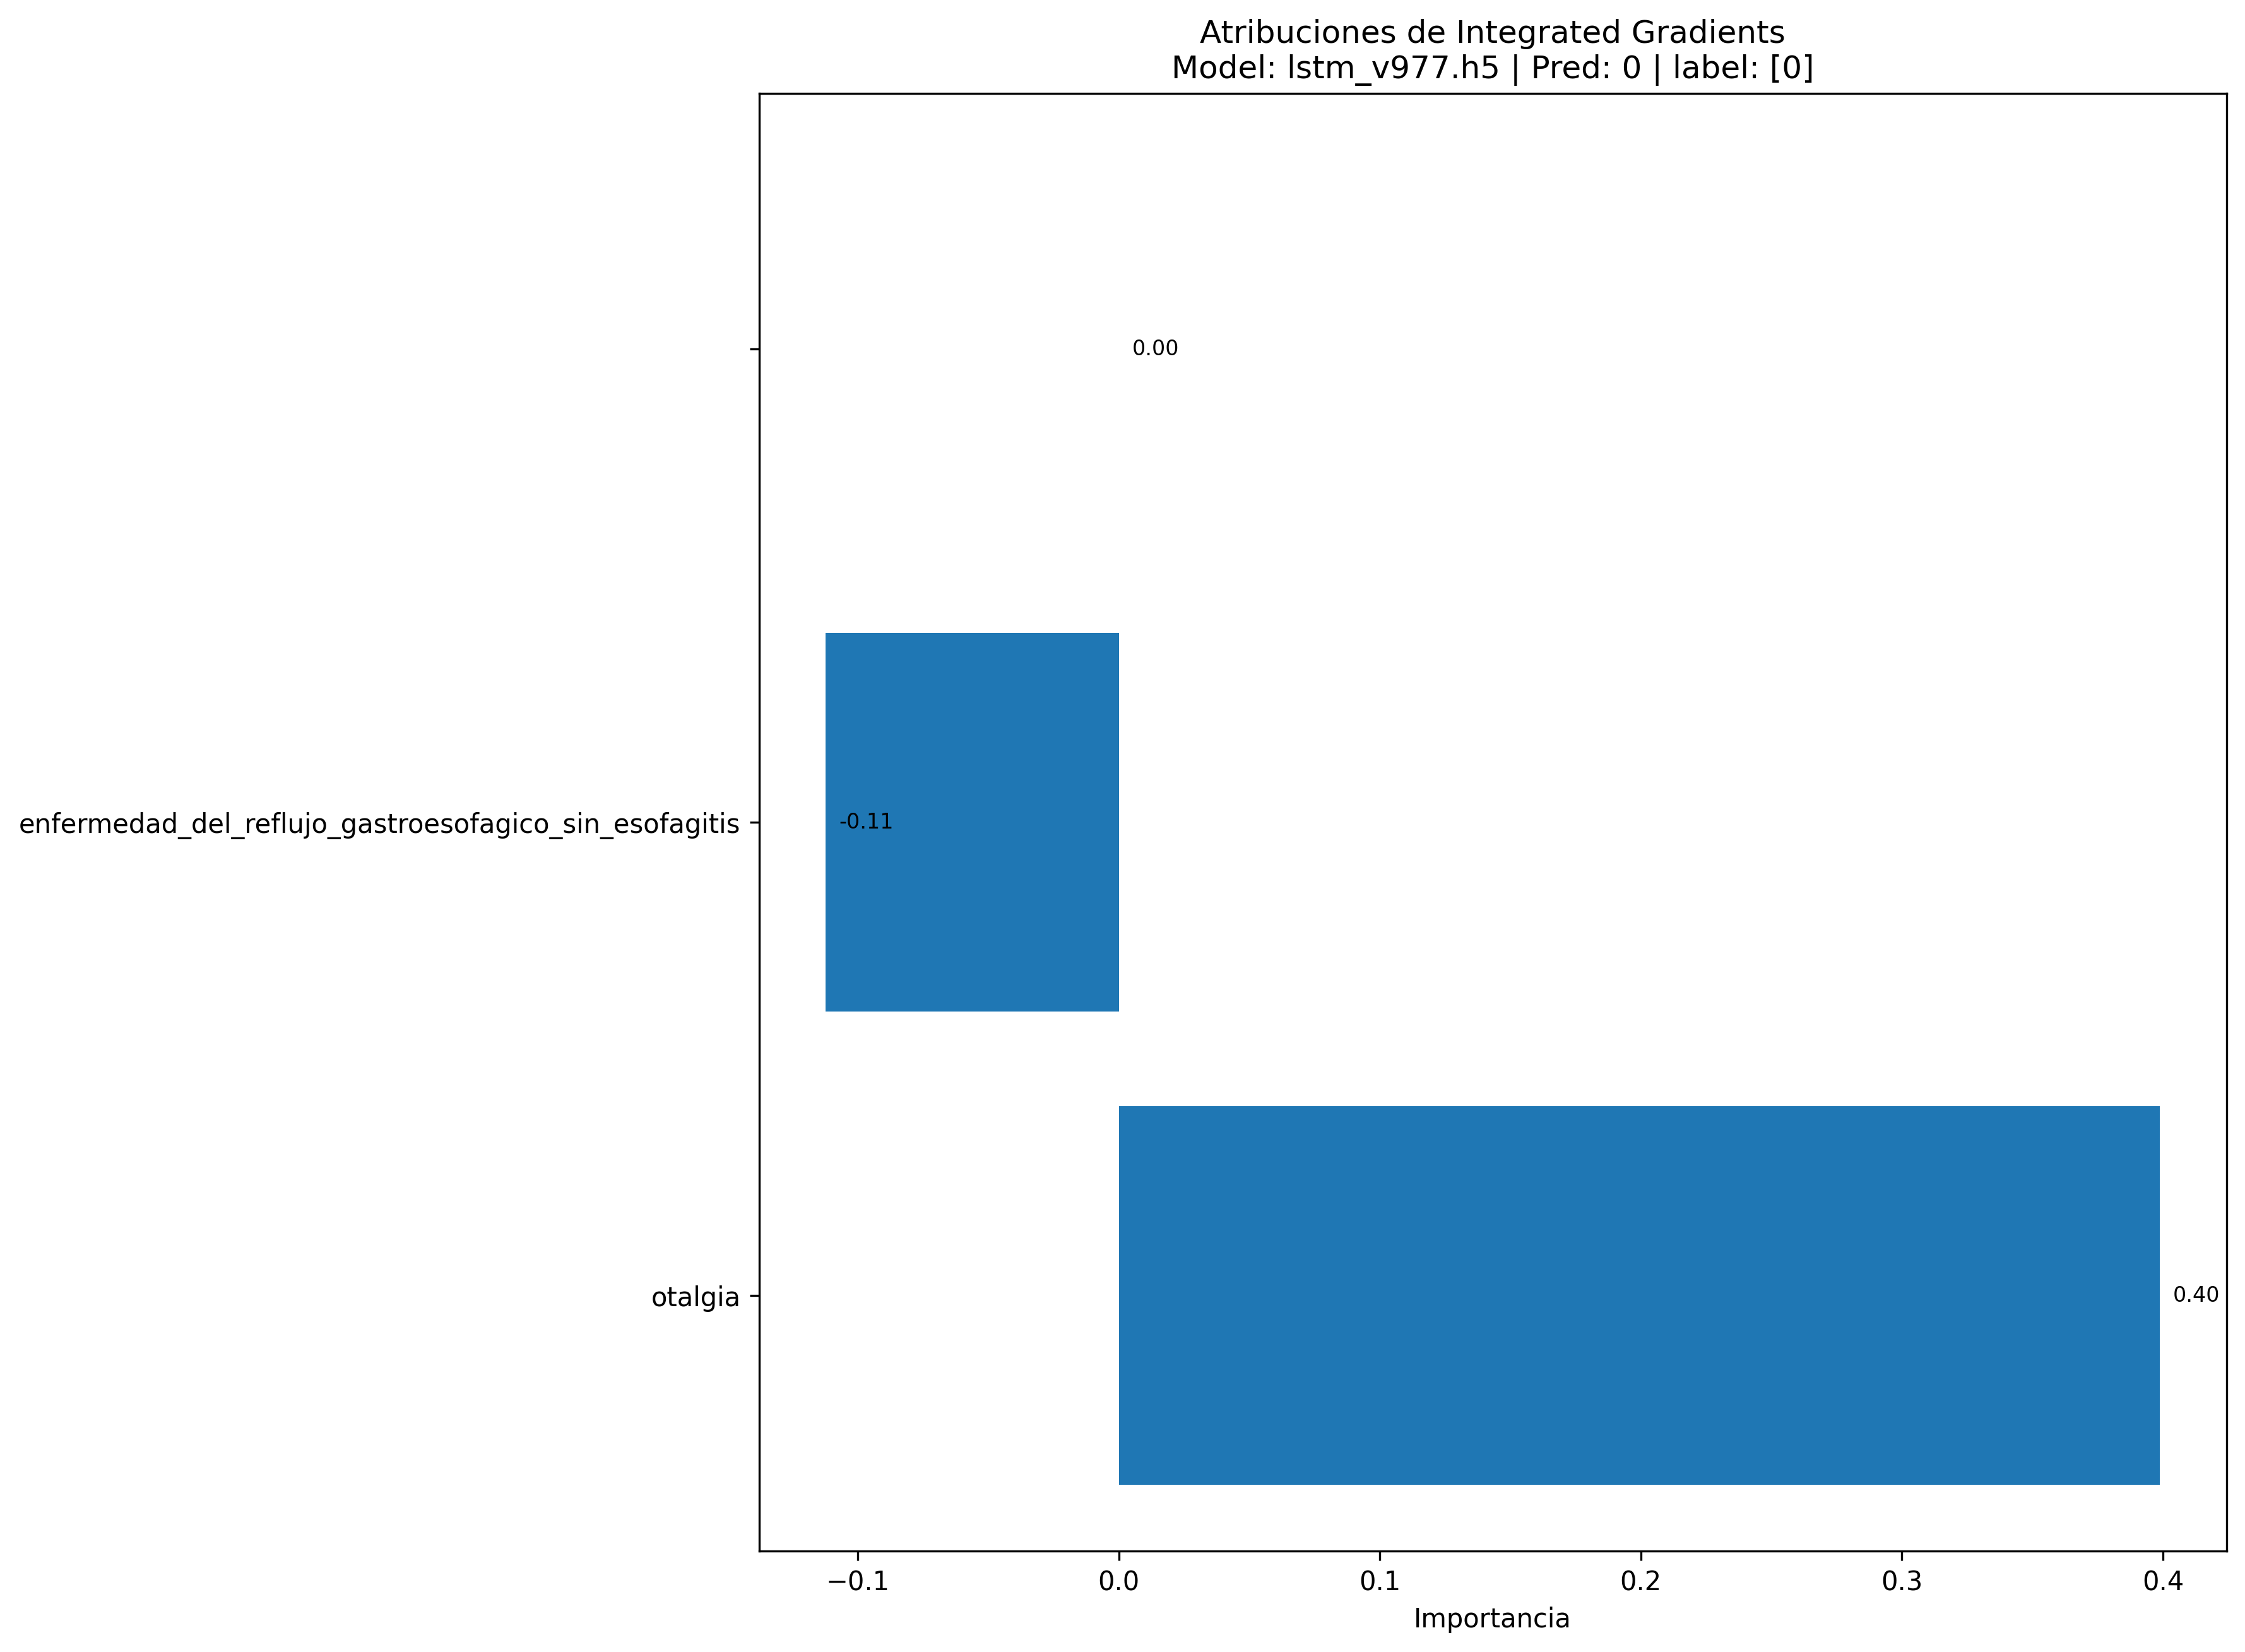 Atribuciones de Integrated Gradients
Model: lstm_v977.h5 | Pred: 0 | label: [0]
0.00
enfermedad_del_reflujo_gastroesofagico_sin_esofagitis
-0.11
otalgia
0.40
−0.1
0.0
0.1
0.2
0.3
0.4
Importancia